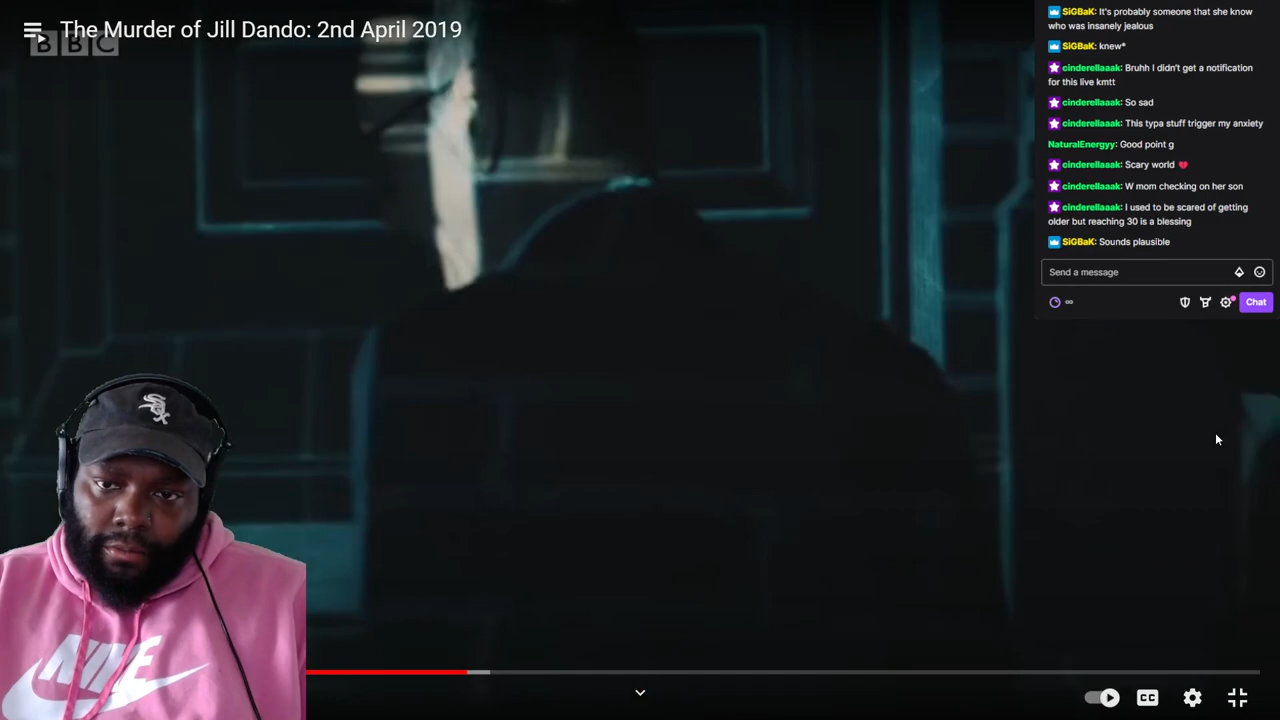 The Murder of Jill Dando: 2nd April 2019
BBC
SiGBaK: It's probably someone that she know
who was insanely jealous
SiGBaK: knew*
cinderellaaak: Bruhh I didn't get a notification
for this live kmtt
cinderellaaak: So sad
cinderellaaak: This typa stuff trigger my anxiety
NaturalEnergyy: Good point g
cinderellaaak: Scary world 💔
cinderellaaak: W mom checking on her son
cinderellaaak: I used to be scared of getting
older but reaching 30 is a blessing
SiGBaK: Sounds plausible
Send a message
∞
Chat
Sox
NIKE
CC